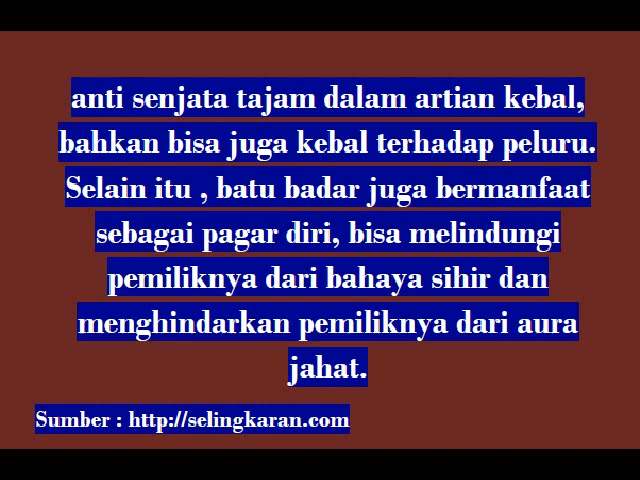 anti senjata tajam dalam artian kebal,
bahkan bisa juga kebal terhadap peluru.
Selain itu , batu badar juga bermanfaat
sebagai pagar diri, bisa melindungi
pemiliknya dari bahaya sihir dan
menghindarkan pemiliknya dari aura
jahat.
Sumber : http://selingkaran.com